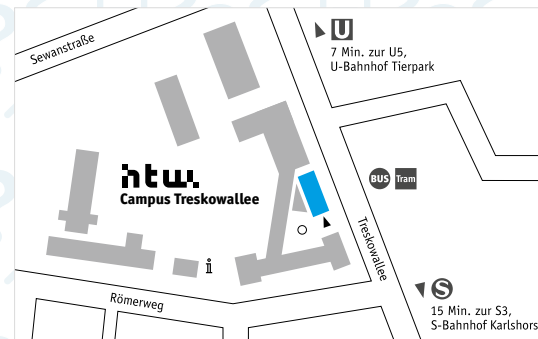 Sewanstraße
U
7 Min. zur U5,
U-Bahnhof Tierpark
htw.
Campus Treskowallee
BUS Tram
Treskowallee
i
Römerweg
S
15 Min. zur S3,
S-Bahnhof Karlshors